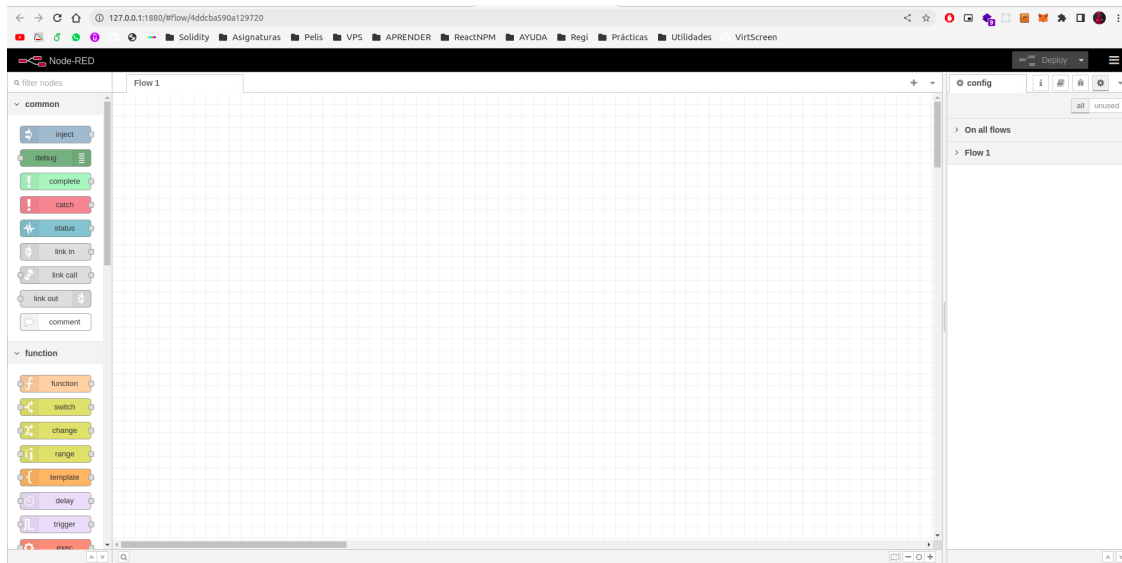 127.0.0.1:1880/#flow/4ddcba590a129720
Solidity Asignaturas Pelis VPS APRENDER ReactNPM AYUDA Regi Prácticas Utilidades VirtScreen
Node-RED Deploy
filter nodes Flow 1 config
all unused
common
On all flows
inject
Flow 1
debug
complete
catch
status
link in
link call
link out
comment
function
function
switch
change
range
template
delay
trigger
exec